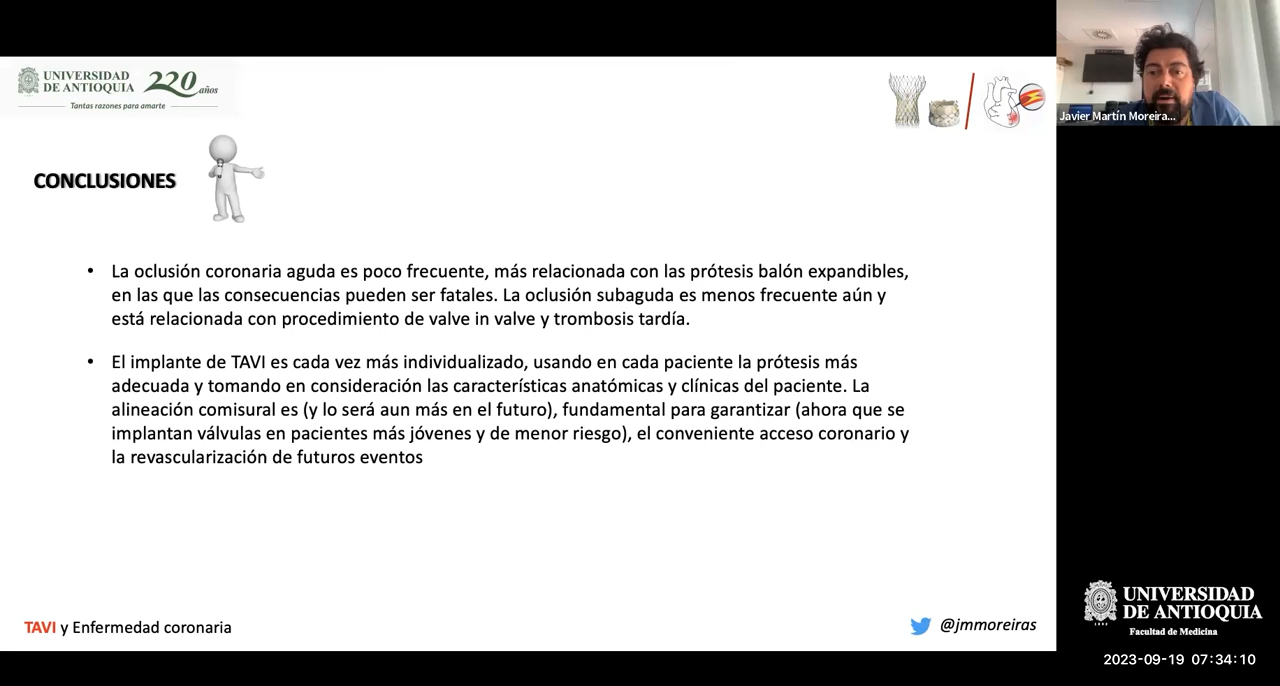 UNIVERSIDAD
DE ANTIOQUIA
220 años
Tantas razones para amarte
CONCLUSIONES
• La oclusión coronaria aguda es poco frecuente, más relacionada con las prótesis balón expandibles,
en las que las consecuencias pueden ser fatales. La oclusión subaguda es menos frecuente aún y
está relacionada con procedimiento de valve in valve y trombosis tardía.
• El implante de TAVI es cada vez más individualizado, usando en cada paciente la prótesis más
adecuada y tomando en consideración las características anatómicas y clínicas del paciente. La
alineación comisural es (y lo será aun más en el futuro), fundamental para garantizar (ahora que se
implantan válvulas en pacientes más jóvenes y de menor riesgo), el conveniente acceso coronario y
la revascularización de futuros eventos
TAVI y Enfermedad coronaria
@jmmoreiras
Javier Martín Moreira...
UNIVERSIDAD
DE ANTIOQUIA
Facultad de Medicina
2023-09-19 07:34:10